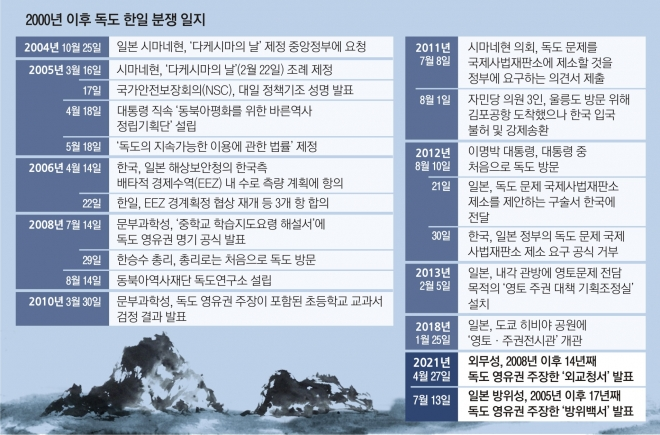 2000년 이후 독도 한일 분쟁 일지
2004년 10월 25일 일본 시마네현, '다케시마의 날' 제정 중앙정부에 요청
2005년 3월 16일 시마네현, '다케시마의 날'(2월 22일) 조례 제정
17일 국가안전보장회의(NSC), 대일 정책기조 성명 발표
4월 18일 대통령 직속 '동북아평화를 위한 바른역사
정립기획단' 설립
5월 18일 '독도의 지속가능한 이용에 관한 법률' 제정
2006년 4월 14일 한국, 일본 해상보안청의 한국측
배타적 경제수역(EEZ) 내 수로 측량 계획에 항의
22일 한일, EEZ 경계획정 협상 재개 등 3개 항 합의
2008년 7월 14일 문부과학성, '중학교 학습지도요령 해설서'에
독도 영유권 명기 공식 발표
29일 한승수 총리, 총리로는 처음으로 독도 방문
8월 14일 동북아역사재단 독도연구소 설립
2010년 3월 30일 문부과학성, 독도 영유권 주장이 포함된 초등학교 교과서
검정 결과 발표
2011년 시마네현 의회, 독도 문제를
7월 8일 국제사법재판소에 제소할 것을
정부에 요구하는 의견서 제출
8월 1일 자민당 의원 3인, 울릉도 방문 위해
김포공항 도착했으나 한국 입국
불허 및 강제송환
2012년 이명박 대통령, 대통령 중
8월 10일 처음으로 독도 방문
21일 일본, 독도 문제 국제사법재판소
제소를 제안하는 구술서 한국에
전달
30일 한국, 일본 정부의 독도 문제 국제
사법재판소 제소 요구 공식 거부
2013년 일본, 내각 관방에 영토문제 전담
2월 5일 목적의 '영토 주권 대책 기획조정실'
설치
2018년 일본, 도쿄 히비야 공원에
1월 25일 '영토·주권전시관' 개관
2021년 외무성, 2008년 이후 14년째
4월 27일 독도 영유권 주장한 '외교청서' 발표
7월 13일 일본 방위성, 2005년 이후 17년째
독도 영유권 주장한 '방위백서' 발표